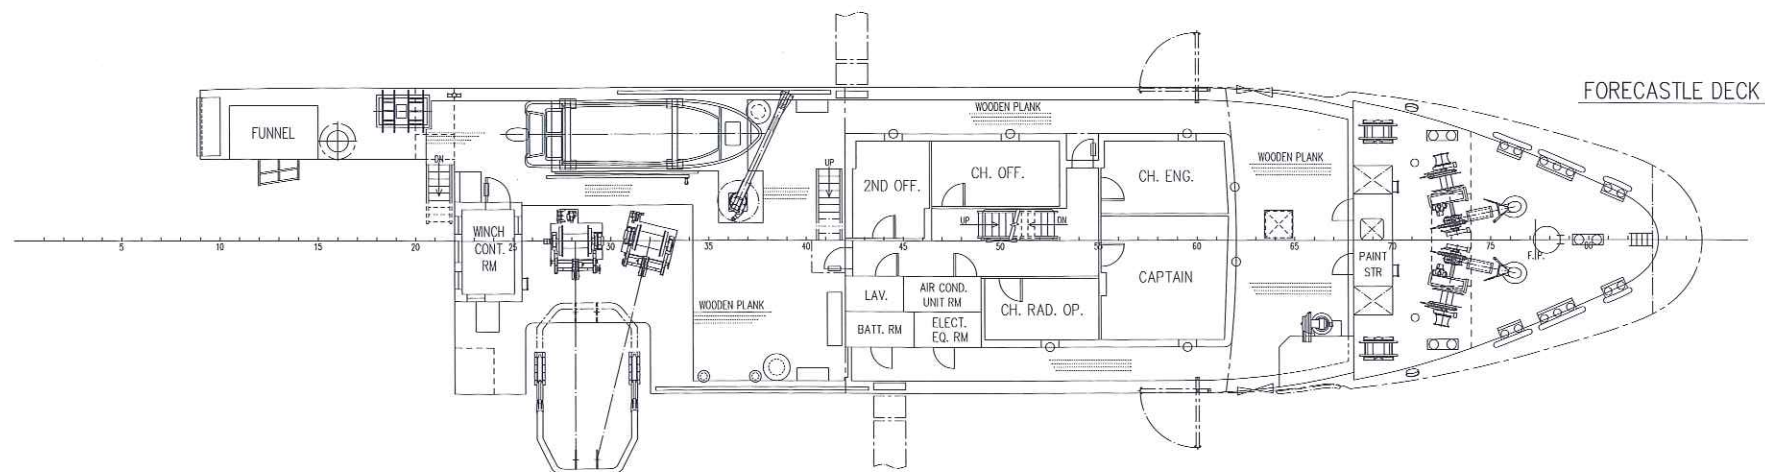 FORECASTLE DECK
FUNNEL
DN
WINCH
CONT.
RM
UP
WOODEN PLANK
WOODEN PLANK
WOODEN PLANK
2ND OFF.
CH. OFF.
CH. ENG.
UP
DN
CAPTAIN
LAV.
AIR COND.
UNIT RM
CH. RAD. OP.
BATT. RM
ELECT.
EQ. RM
PAINT
STR
F.P.
5
10
15
20
25
30
35
40
45
50
55
60
65
70
75
80